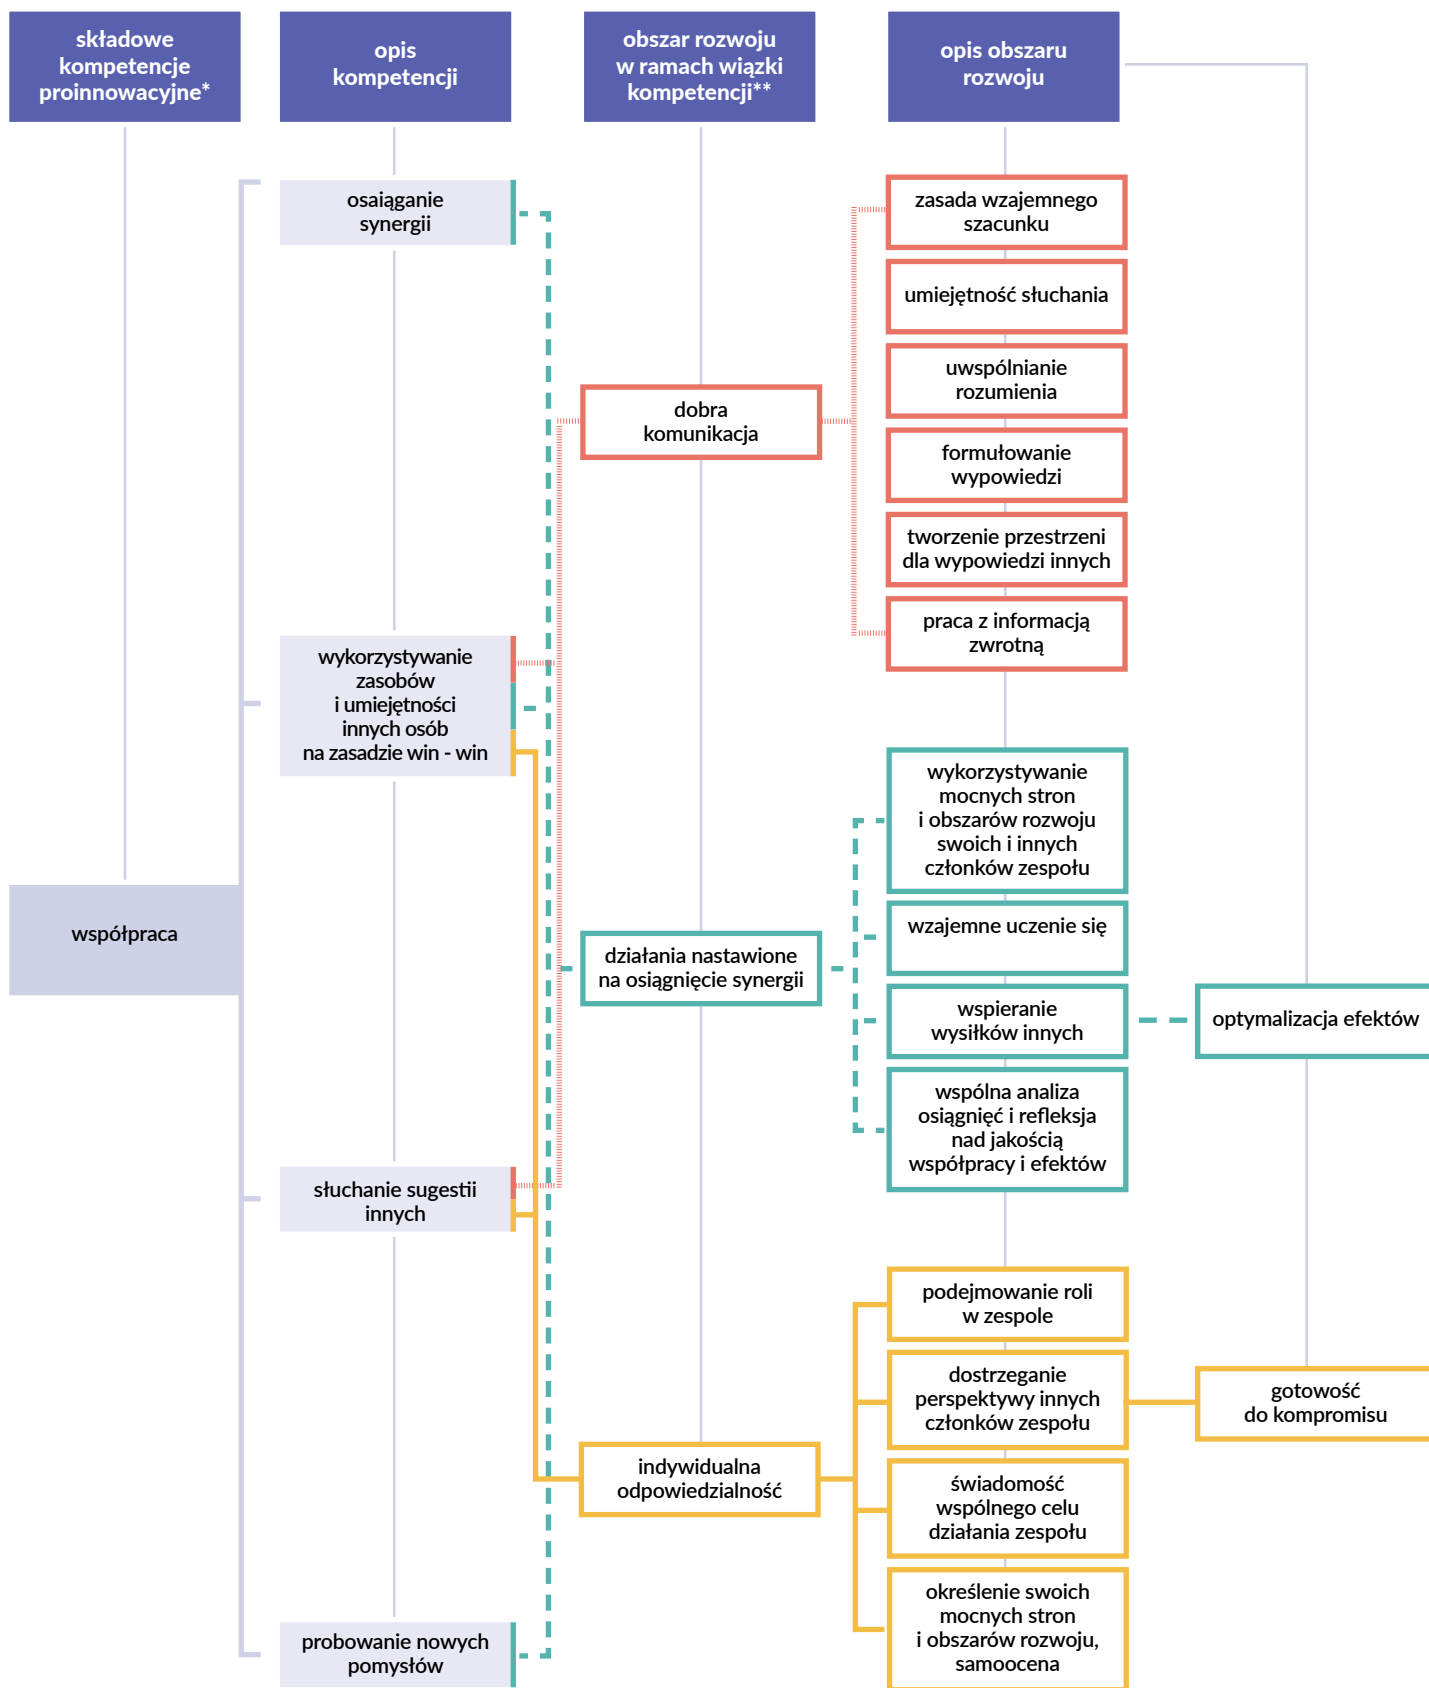 składowe
kompetencje
proinnowacyjne*
opis
kompetencji
obszar rozwoju
w ramach wiązki
kompetencji**
opis obszaru
rozwoju
współpraca
osaiąganie
synergii
wykorzystywanie
zasobów
i umiejętności
innych osób
na zasadzie win - win
słuchanie sugestii
innych
probowanie nowych
pomysłów
dobra
komunikacja
działania nastawione
na osiągnięcie synergii
indywidualna
odpowiedzialność
zasada wzajemnego
szacunku
umiejętność słuchania
uwspólnianie
rozumienia
formułowanie
wypowiedzi
tworzenie przestrzeni
dla wypowiedzi innych
praca z informacją
zwrotną
wykorzystywanie
mocnych stron
i obszarów rozwoju
swoich i innych
członków zespołu
wzajemne uczenie się
wspieranie
wysiłków innych
wspólna analiza
osiągnięć i refleksja
nad jakością
współpracy i efektów
podejmowanie roli
w zespole
dostrzeganie
perspektywy innych
członków zespołu
świadomość
wspólnego celu
działania zespołu
określenie swoich
mocnych stron
i obszarów rozwoju,
samoocena
optymalizacja efektów
gotowość
do kompromisu